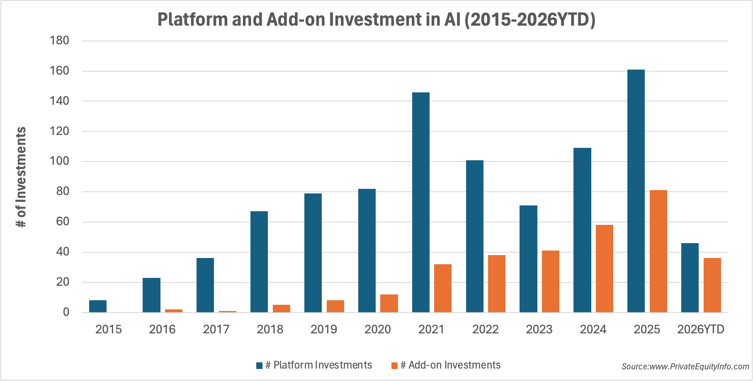 Platform and Add-on Investment in AI (2015-2026YTD)
180
160
140
120
100
80
60
40
20
0
# of Investments
2015 2016 2017 2018 2019 2020 2021 2022 2023 2024 2025 2026YTD
# Platform Investments # Add-on Investments
Source:www.PrivateEquityInfo.com